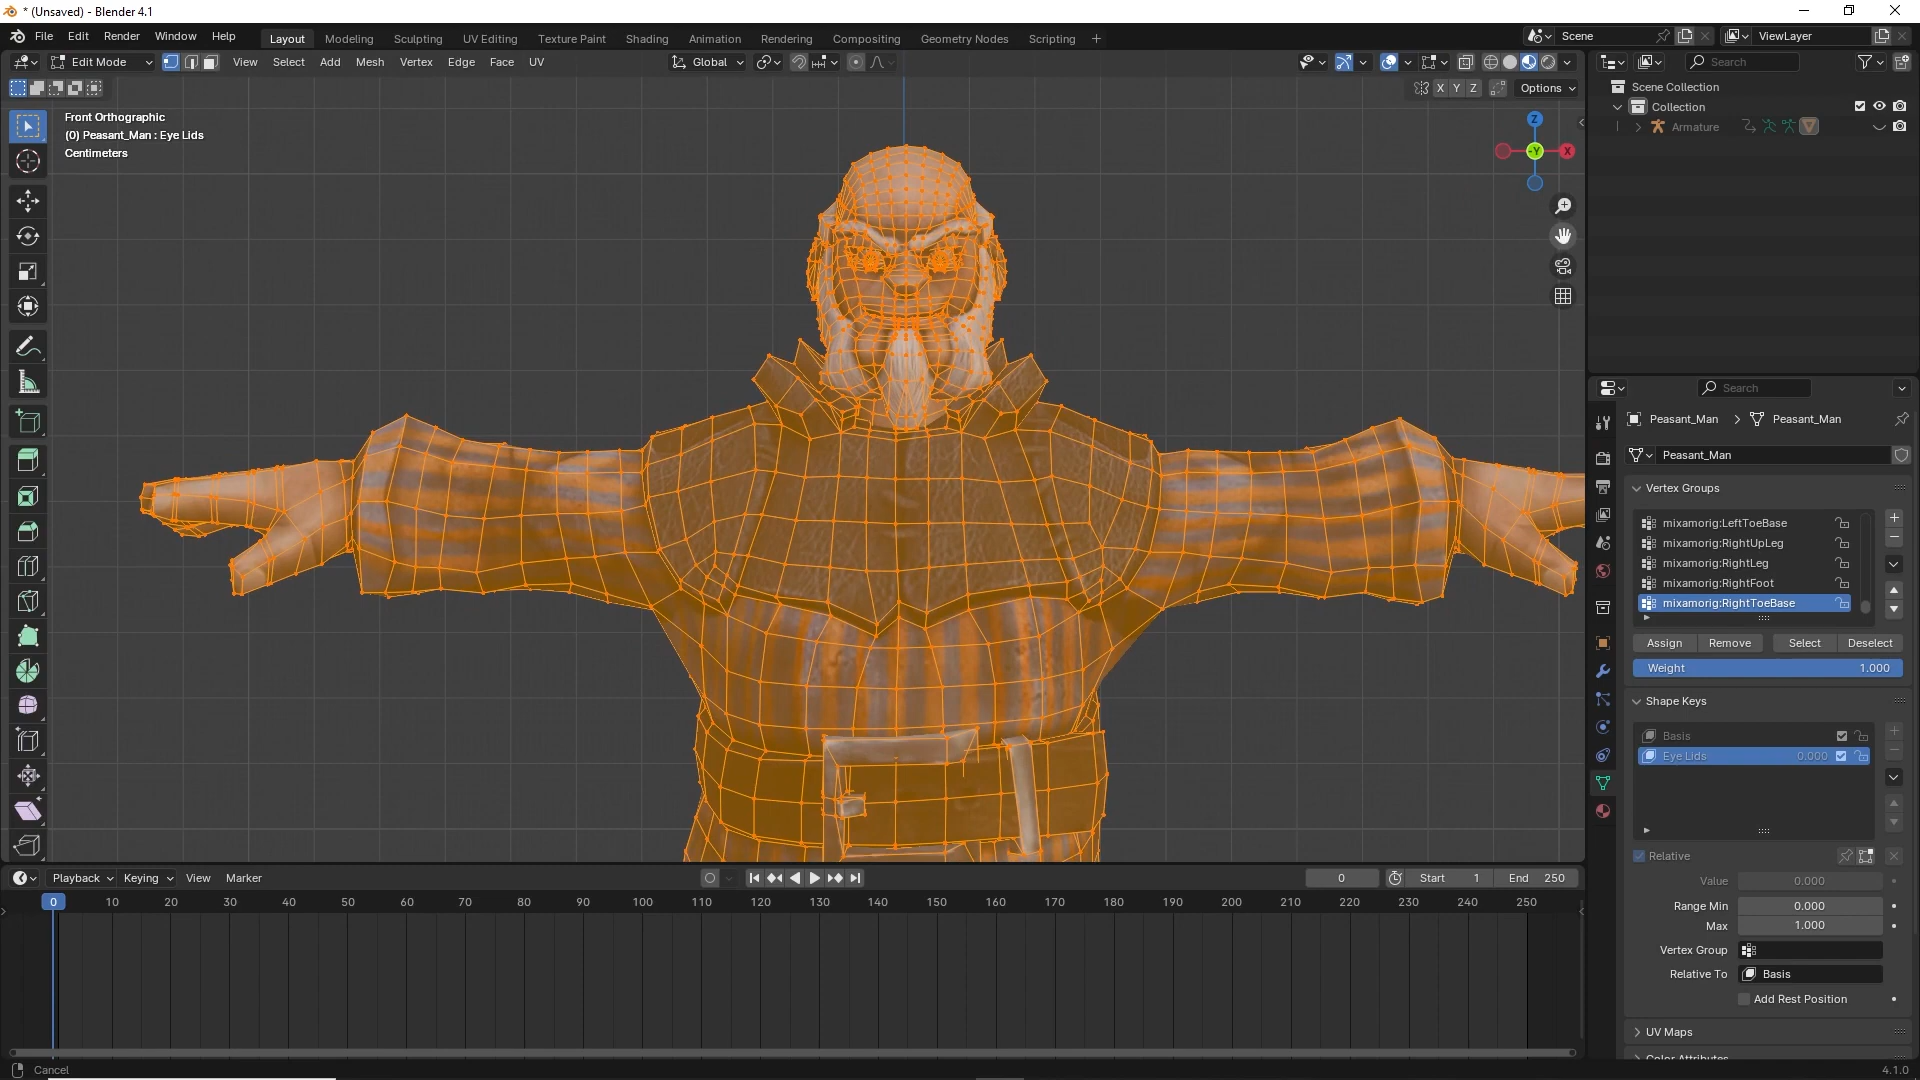 * (Unsaved) - Blender 4.1
File Edit Render Window Help
Layout Modeling Sculpting UV Editing Texture Paint Shading Animation Rendering Compositing Geometry Nodes Scripting +
Scene ViewLayer
Edit Mode View Select Add Mesh Vertex Edge Face UV Global
Search
X Y Z Options
Scene Collection
Collection
Armature
Front Orthographic
(0) Peasant_Man : Eye Lids
Centimeters
Z
-Y X
Search
Peasant_Man > Peasant_Man
Peasant_Man
Vertex Groups
mixamorig:LeftToeBase
mixamorig:RightUpLeg
mixamorig:RightLeg
mixamorig:RightFoot
mixamorig:RightToeBase
Assign Remove Select Deselect
Weight 1.000
Shape Keys
Basis
Eye Lids 0.000
Relative
Value 0.000
Range Min 0.000
Max 1.000
Vertex Group
Relative To Basis
Add Rest Position
UV Maps
Color Attributes
Playback Keying View Marker 0 Start 1 End 250
0 10 20 30 40 50 60 70 80 90 100 110 120 130 140 150 160 170 180 190 200 210 220 230 240 250
Cancel 4.1.0